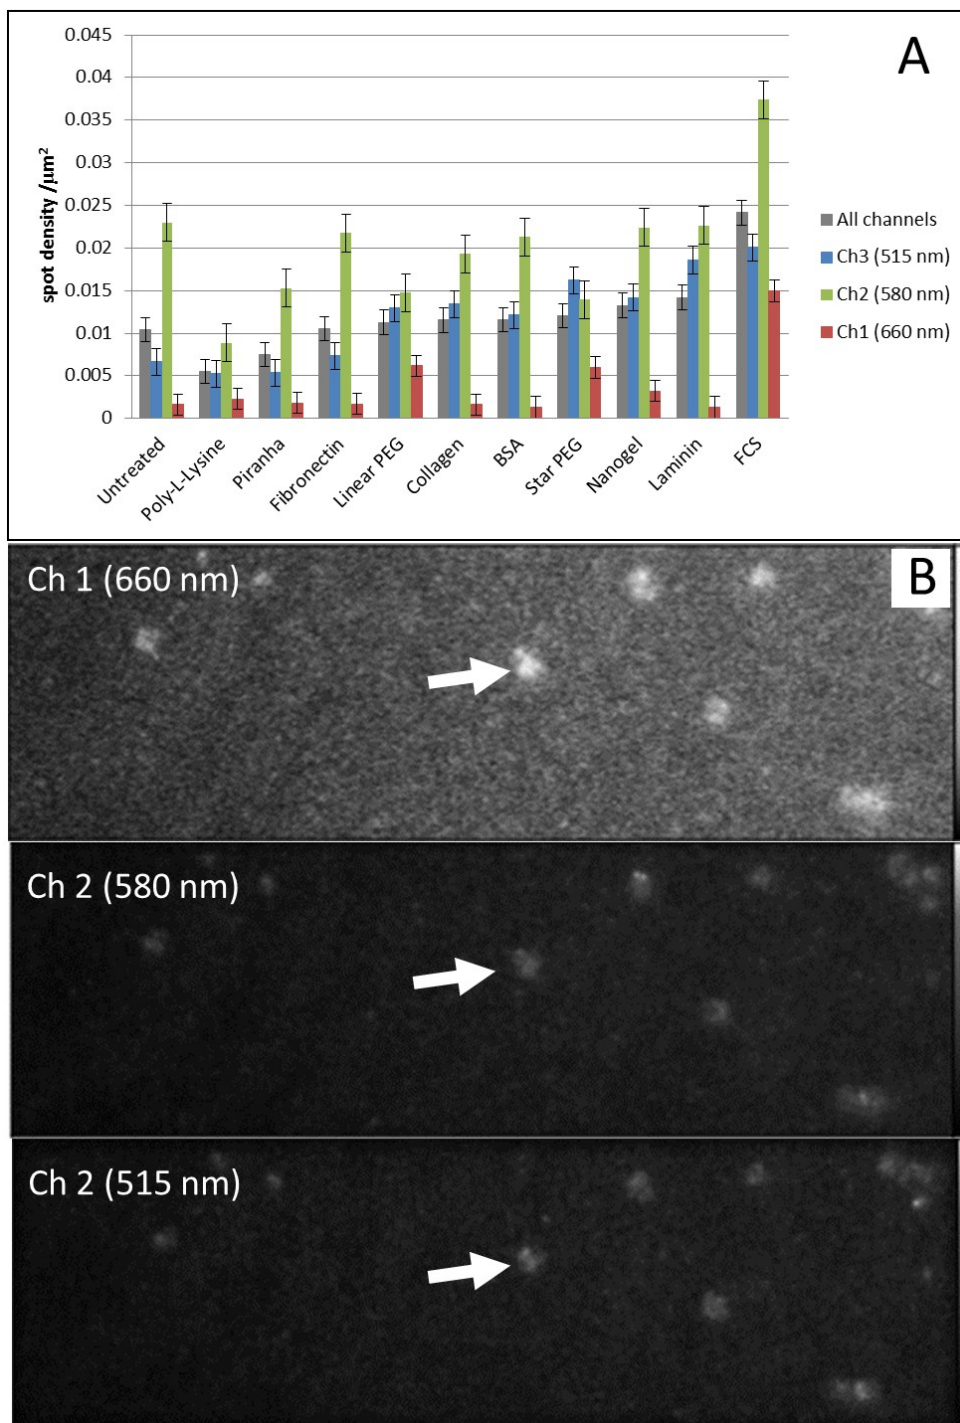 A
0.045
0.04
0.035
0.03
0.025
0.02
0.015
0.01
0.005
0
spot density /μm²
All channels
Ch3 (515 nm)
Ch2 (580 nm)
Ch1 (660 nm)
Untreated
Poly-L-Lysine
Piranha
Fibronectin
Linear PEG
Collagen
BSA
Star PEG
Nanogel
Laminin
FCS
Ch 1 (660 nm)
B
Ch 2 (580 nm)
Ch 2 (515 nm)